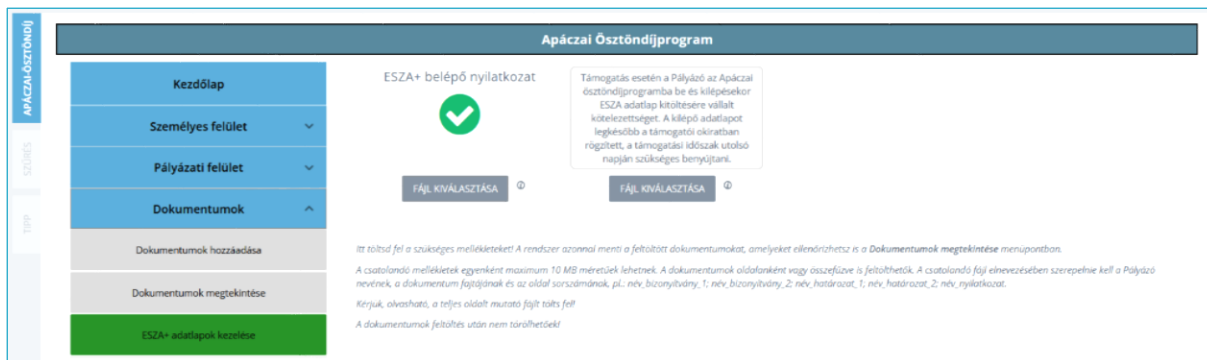 APÁCZAI-ÖSZTÖNDÍJ
SZŰRÉS
TIPP
Apáczai Ösztöndíjprogram
Kezdőlap
Személyes felület
Pályázati felület
Dokumentumok
Dokumentumok hozzáadása
Dokumentumok megtekintése
ESZA+ adatlapok kezelése
ESZA+ belépő nyilatkozat
FÁJL KIVÁLASZTÁSA
Támogatás esetén a Pályázó az Apáczai
ösztöndíjprogramba be és kilépésekor
ESZA adatlap kitöltésére vállalt
kötelezettséget. A kilépő adatlapot
legkésőbb a támogatói okiratban
rögzített, a támogatási időszak utolsó
napján szükséges benyújtani.
FÁJL KIVÁLASZTÁSA
Itt töltsd fel a szükséges mellékleteket! A rendszer azonnal menti a feltöltött dokumentumokat, amelyeket ellenőrizhetsz is a Dokumentumok megtekintése menüpontban.
A csatolandó mellékletek egyenként maximum 10 MB méretűek lehetnek. A dokumentumok oldalanként vagy összefűzve is feltölthetők. A csatolandó fájl elnevezésében szerepelnie kell a Pályázó
nevének, a dokumentum fajtájának és az oldal sorszámának, pl.: név_bizonyítvány_1; név_bizonyítvány_2; név_határozat_1; név_határozat_2; név_nyilatkozat.
Kérjuk, olvasható, a teljes oldalt mutató fájlt tölts fel!
A dokumentumok feltöltés után nem törölhetőek!